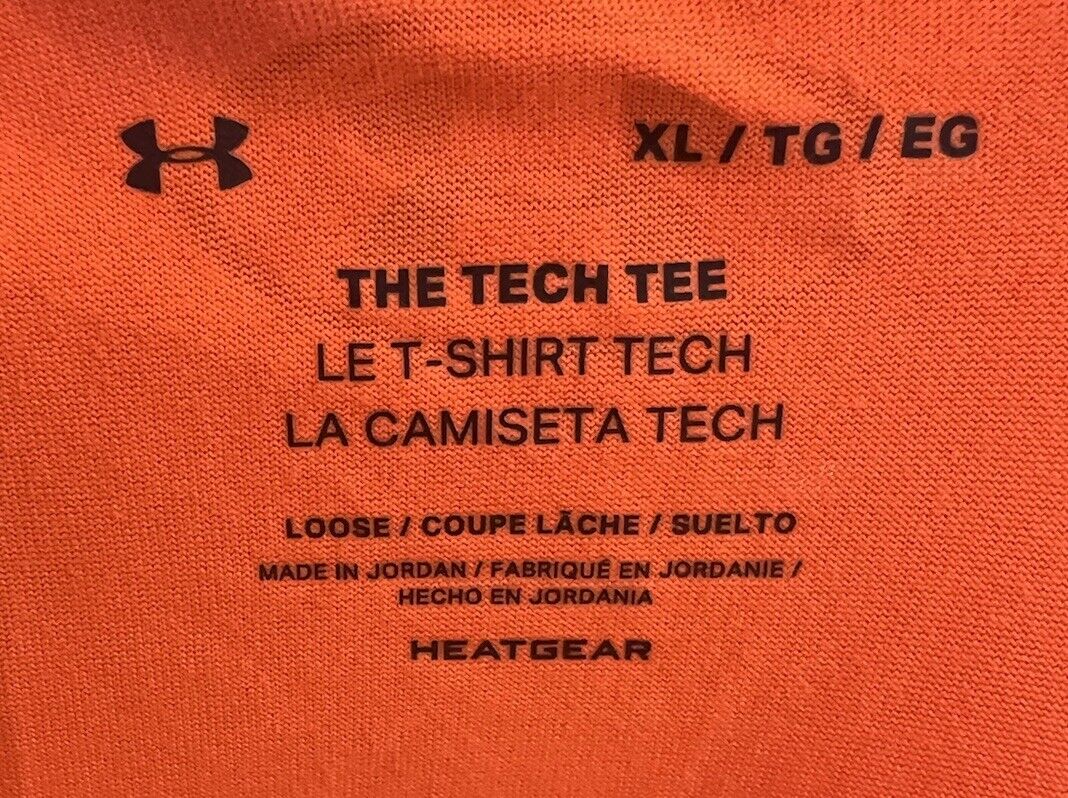 XL / TG / EG
THE TECH TEE
LE T-SHIRT TECH
LA CAMISETA TECH
LOOSE / COUPE LÂCHE / SUELTO
MADE IN JORDAN / FABRIQUÉ EN JORDANIE /
HECHO EN JORDANIA
HEATGEAR